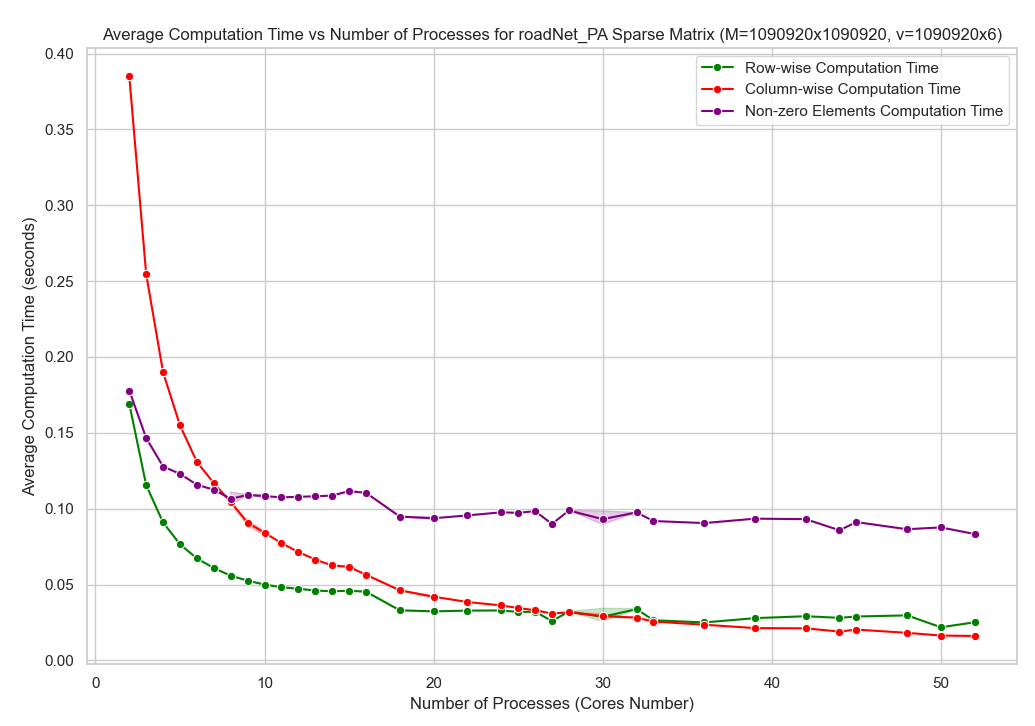 Average Computation Time vs Number of Processes for roadNet_PA Sparse Matrix (M=1090920x1090920, v=1090920x6)
Row-wise Computation Time
Column-wise Computation Time
Non-zero Elements Computation Time
Average Computation Time (seconds)
0.40
0.35
0.30
0.25
0.20
0.15
0.10
0.05
0.00
0
10
20
30
40
50
Number of Processes (Cores Number)